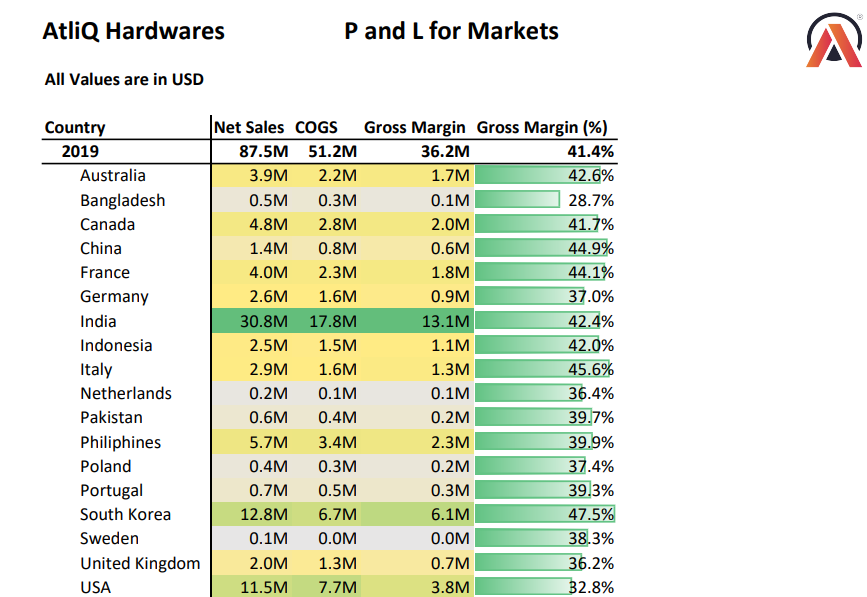 AtliQ Hardwares P and L for Markets
All Values are in USD
Country Net Sales COGS Gross Margin Gross Margin (%)
2019 87.5M 51.2M 36.2M 41.4%
Australia 3.9M 2.2M 1.7M 42.6%
Bangladesh 0.5M 0.3M 0.1M 28.7%
Canada 4.8M 2.8M 2.0M 41.7%
China 1.4M 0.8M 0.6M 44.9%
France 4.0M 2.3M 1.8M 44.1%
Germany 2.6M 1.6M 0.9M 37.0%
India 30.8M 17.8M 13.1M 42.4%
Indonesia 2.5M 1.5M 1.1M 42.0%
Italy 2.9M 1.6M 1.3M 45.6%
Netherlands 0.2M 0.1M 0.1M 36.4%
Pakistan 0.6M 0.4M 0.2M 39.7%
Philiphines 5.7M 3.4M 2.3M 39.9%
Poland 0.4M 0.3M 0.2M 37.4%
Portugal 0.7M 0.5M 0.3M 39.3%
South Korea 12.8M 6.7M 6.1M 47.5%
Sweden 0.1M 0.0M 0.0M 38.3%
United Kingdom 2.0M 1.3M 0.7M 36.2%
USA 11.5M 7.7M 3.8M 32.8%